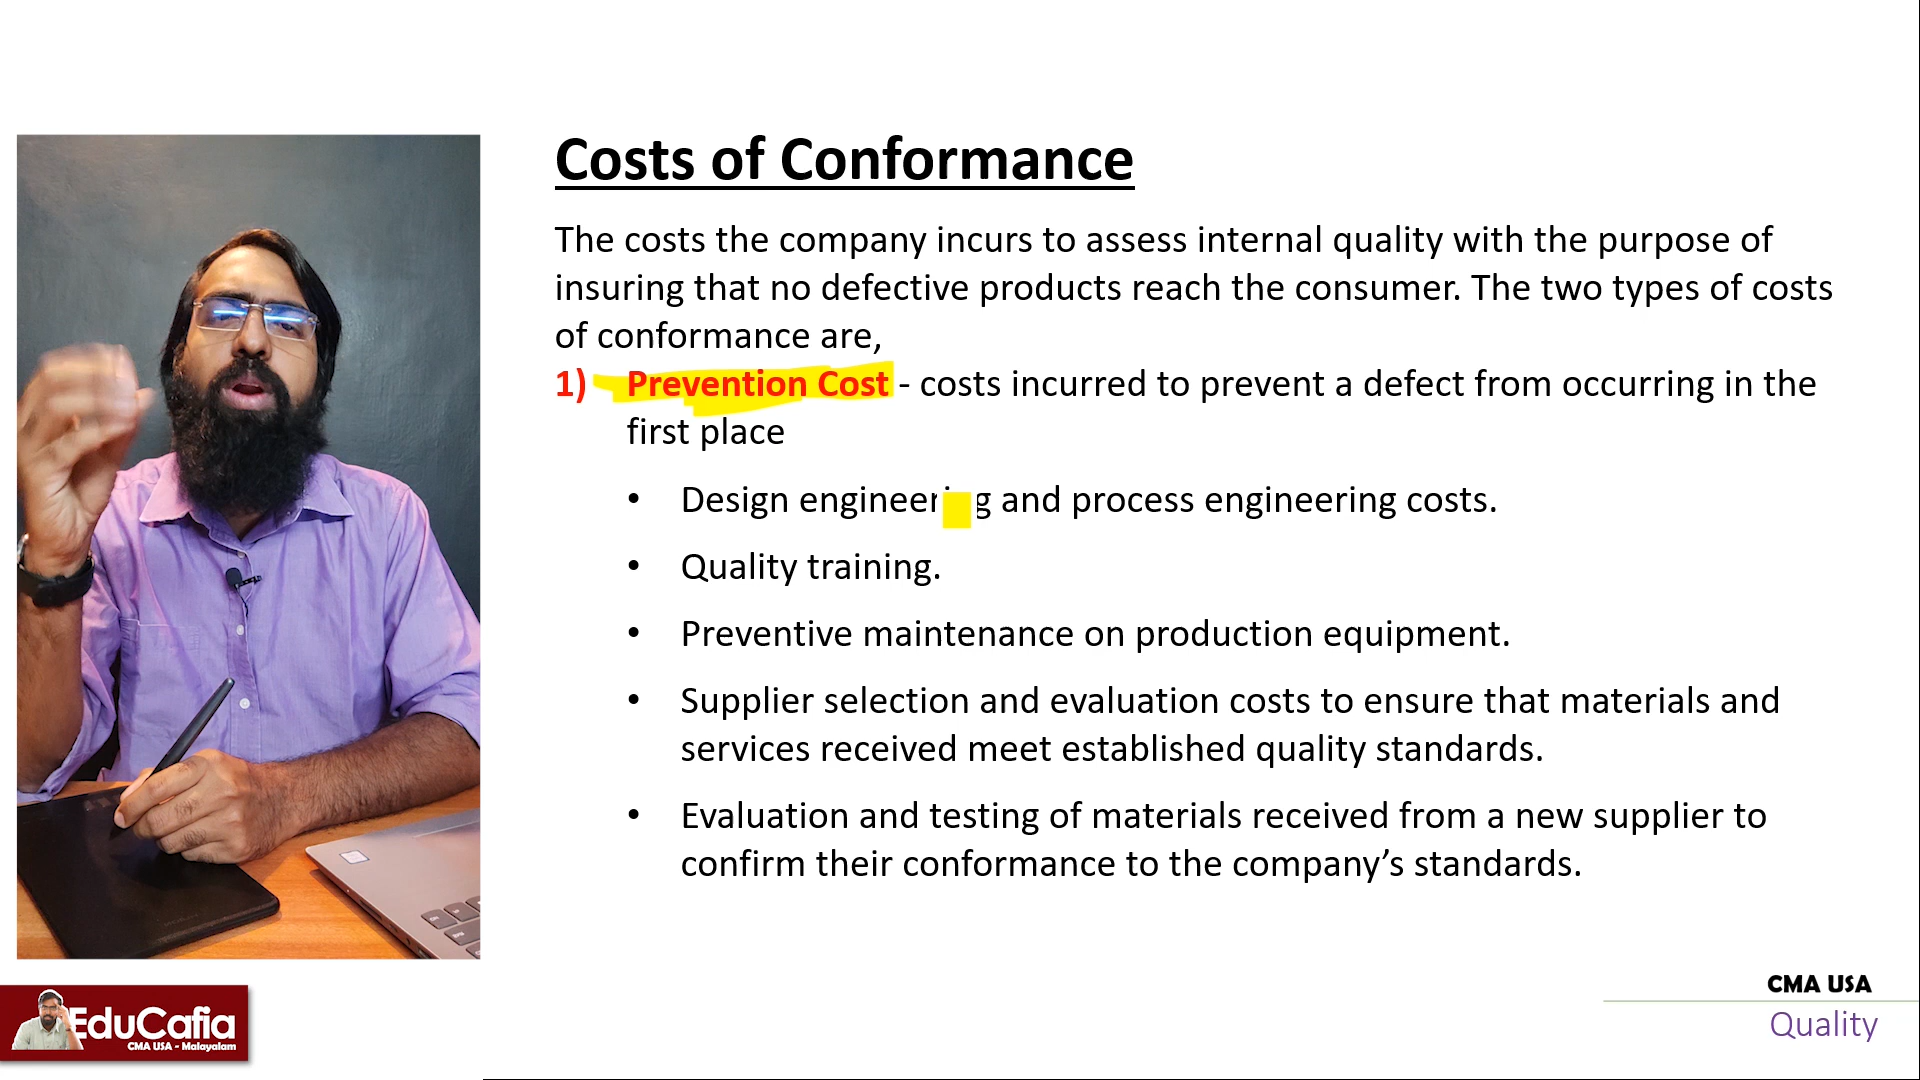 Costs of Conformance
The costs the company incurs to assess internal quality with the purpose of
insuring that no defective products reach the consumer. The two types of costs
of conformance are,
1) Prevention Cost - costs incurred to prevent a defect from occurring in the
first place
• Design engineering and process engineering costs.
• Quality training.
• Preventive maintenance on production equipment.
• Supplier selection and evaluation costs to ensure that materials and
services received meet established quality standards.
• Evaluation and testing of materials received from a new supplier to
confirm their conformance to the company’s standards.
EduCafia
CMA USA - Malayalam
CMA USA
Quality